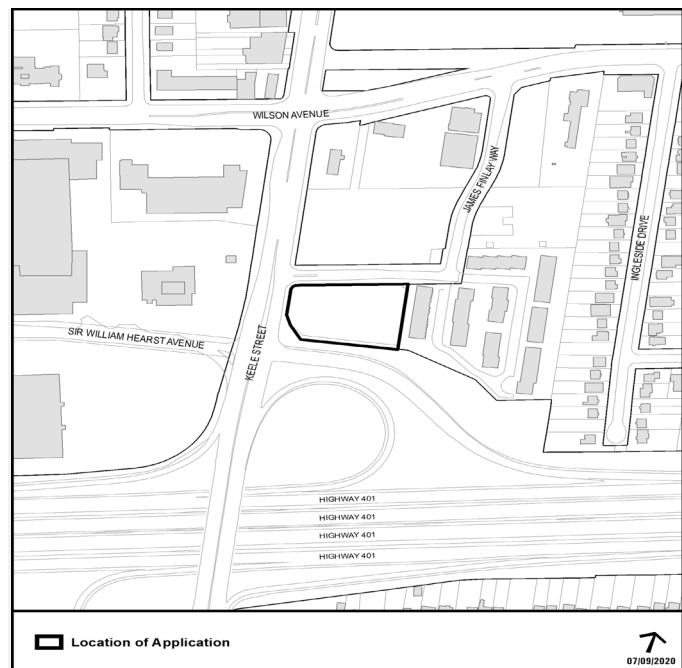 WILSON AVENUE
JAMES FINLAY WAY
INGLESIDE DRIVE
SIR WILLIAM HEARST AVENUE
KEELE STREET
HIGHWAY 401
HIGHWAY 401
HIGHWAY 401
HIGHWAY 401
Location of Application
07/09/2020